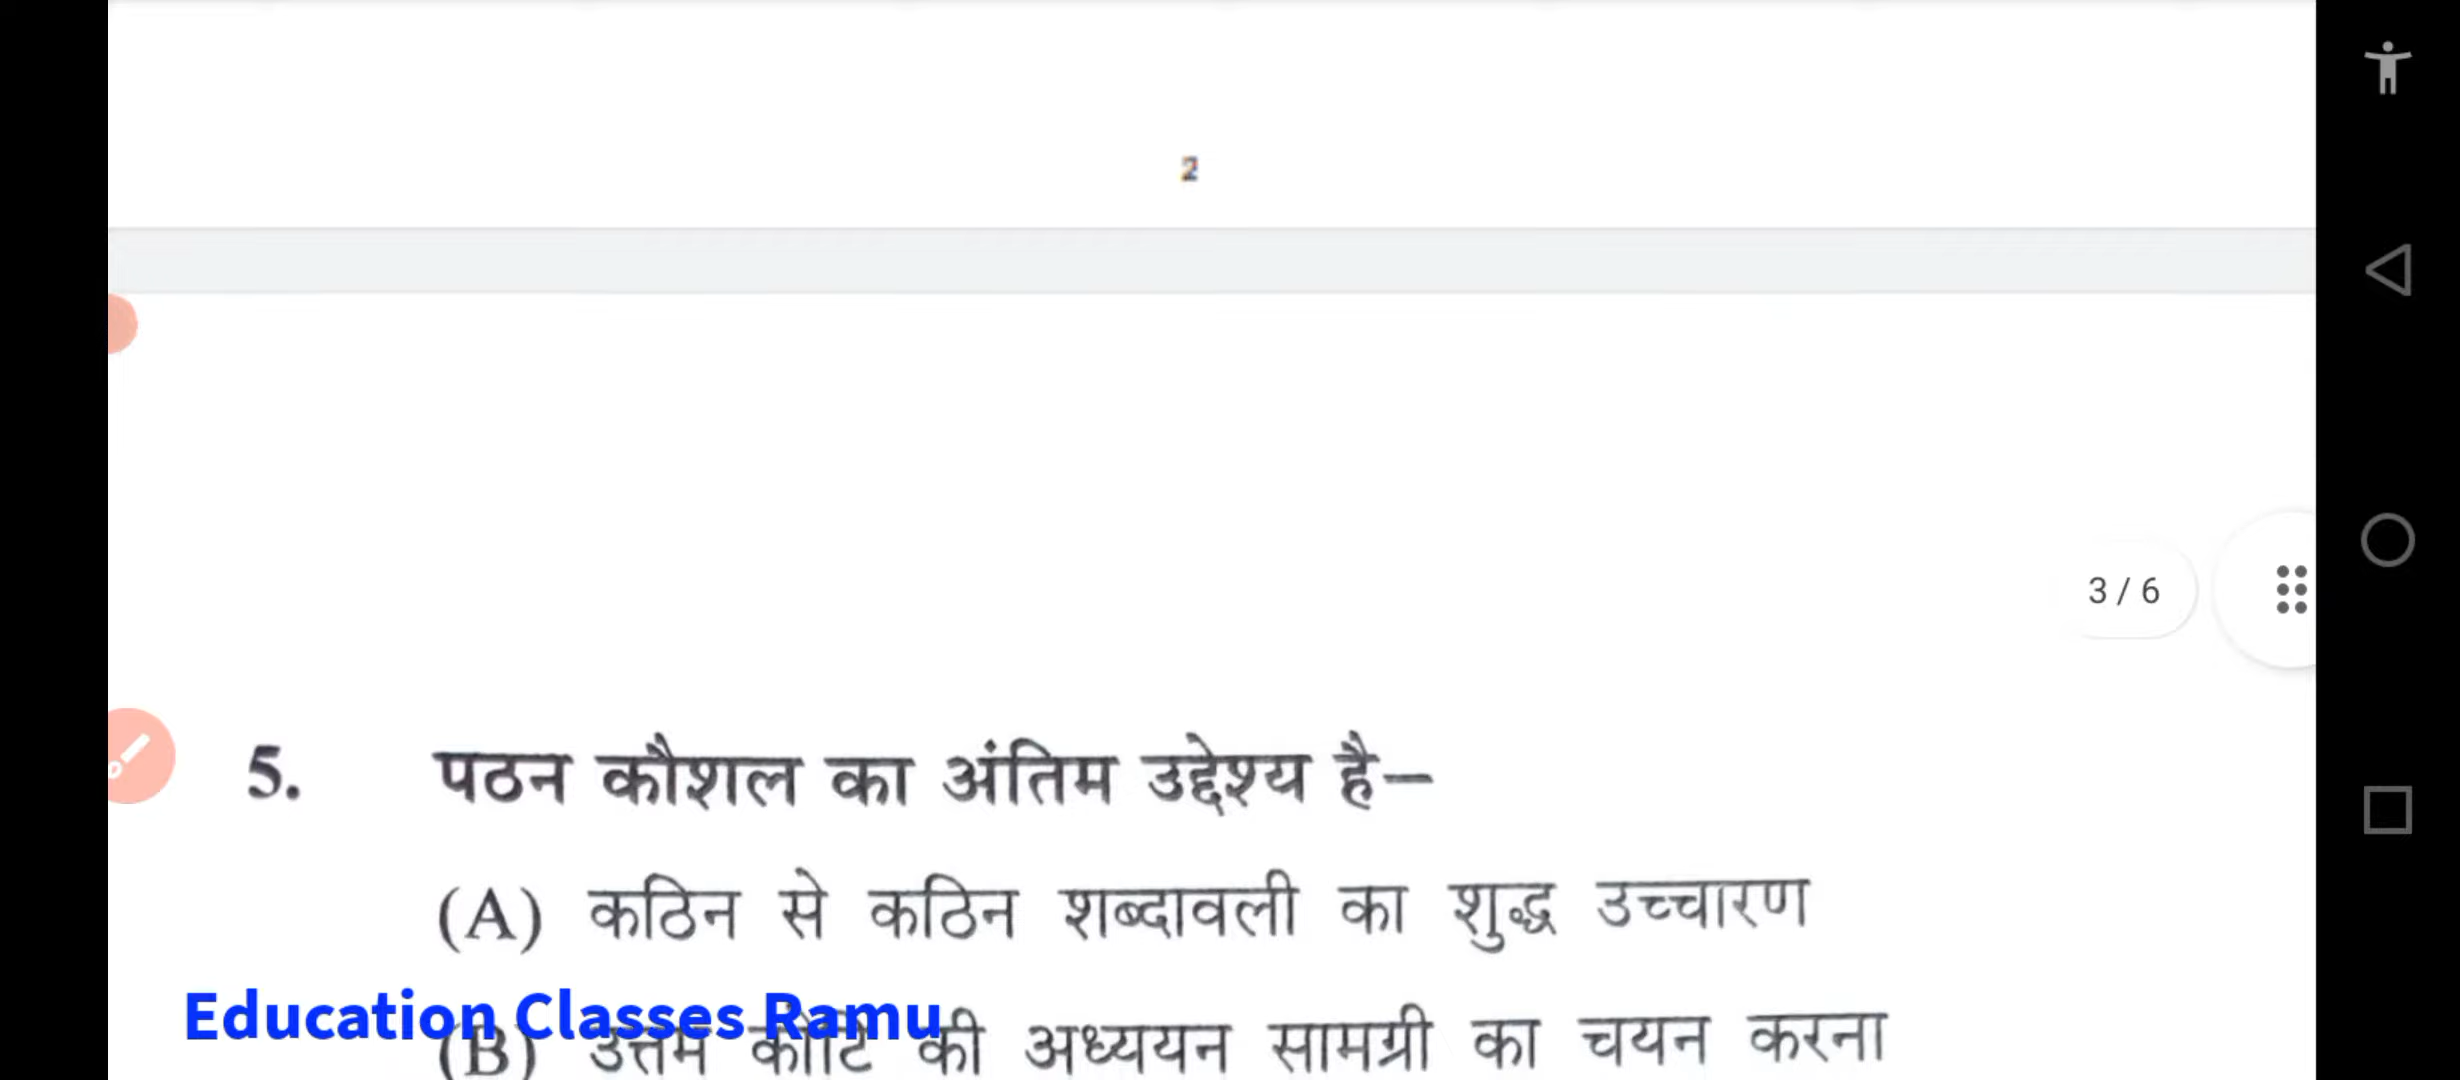 2
3 / 6
5. पठन कौशल का अंतिम उद्देश्य है–
(A) कठिन से कठिन शब्दावली का शुद्ध उच्चारण
Education Classes Ramu
(B) उत्तम कोटि की अध्ययन सामग्री का चयन करना